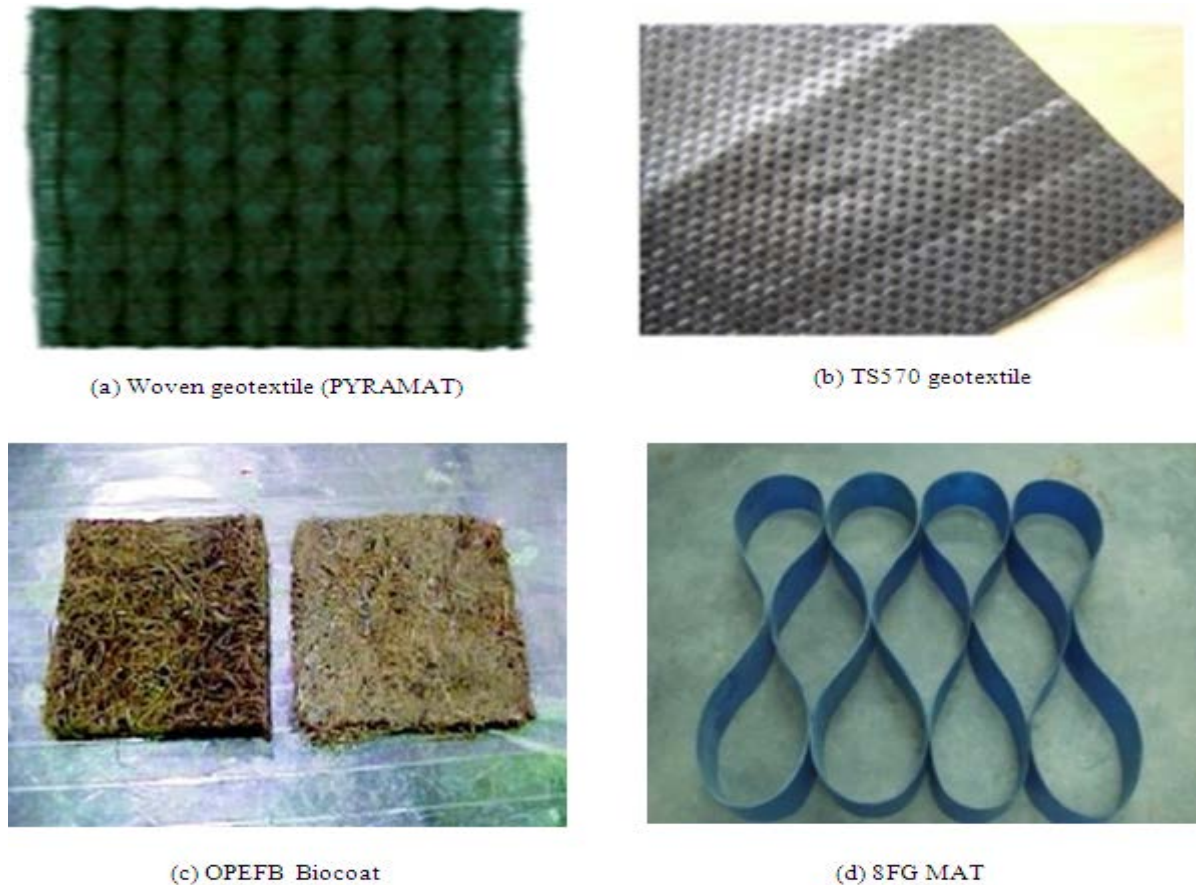 (a) Woven geotextile (PYRAMAT)
(b) TS570 geotextile
(c) OPEFB Biocoat
(d) 8FG MAT